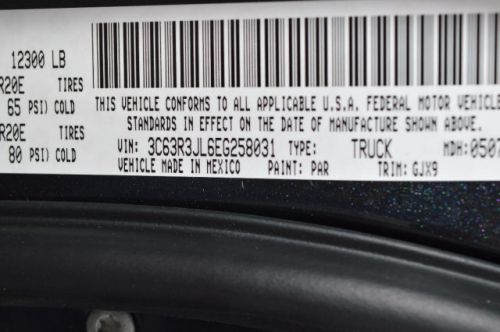 12300 LB
R20E TIRES
65 PSI) COLD
R20E TIRES
80 PSI) COLD
THIS VEHICLE CONFORMS TO ALL APPLICABLE U.S.A. FEDERAL MOTOR VEHICLE
STANDARDS IN EFFECT ON THE DATE OF MANUFACTURE SHOWN ABOVE.
VIN: 3C63R3JL6EG258031 TYPE: TRUCK MDH: 0507
VEHICLE MADE IN MEXICO PAINT: PAR TRIM: GJX9